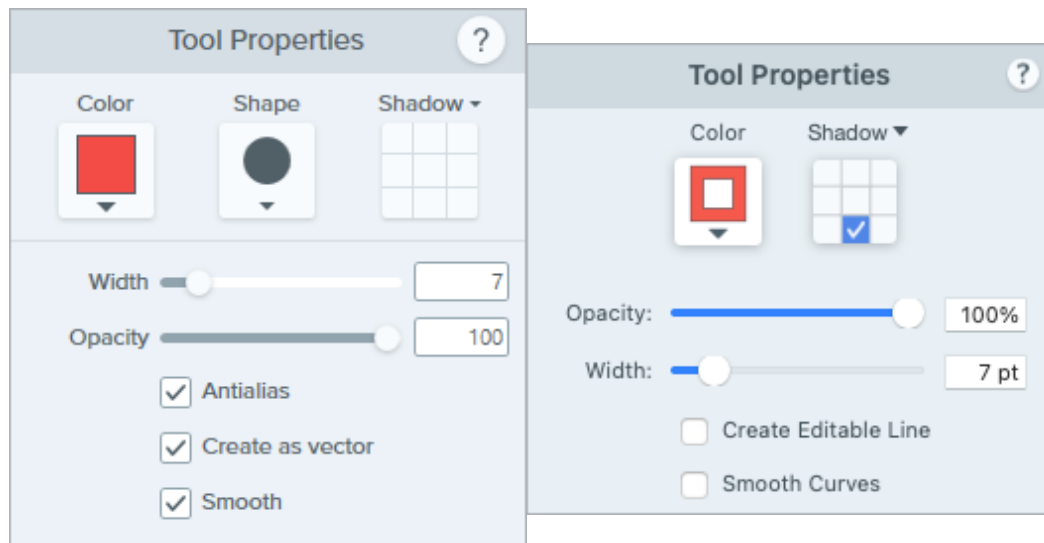 Tool Properties ?
Color Shape Shadow
Width 7
Opacity 100
Antialias
Create as vector
Smooth
Tool Properties ?
Color Shadow
Opacity: 100%
Width: 7 pt
Create Editable Line
Smooth Curves